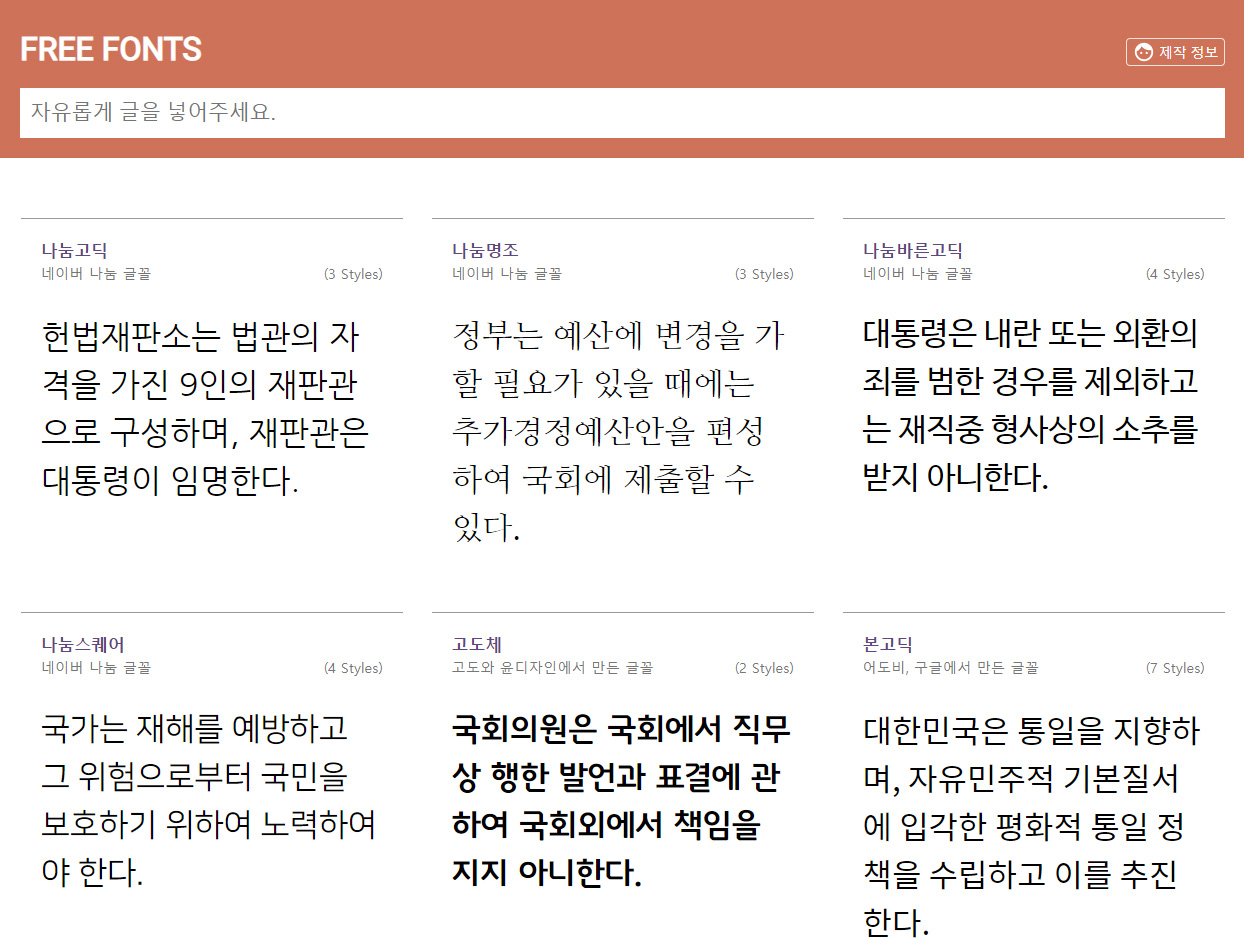 FREE FONTS
제작 정보
자유롭게 글을 넣어주세요.
나눔고딕
네이버 나눔 글꼴 (3 Styles)
헌법재판소는 법관의 자
격을 가진 9인의 재판관
으로 구성하며, 재판관은
대통령이 임명한다.
나눔명조
네이버 나눔 글꼴 (3 Styles)
정부는 예산에 변경을 가
할 필요가 있을 때에는
추가경정예산안을 편성
하여 국회에 제출할 수
있다.
나눔바른고딕
네이버 나눔 글꼴 (4 Styles)
대통령은 내란 또는 외환의
죄를 범한 경우를 제외하고
는 재직중 형사상의 소추를
받지 아니한다.
나눔스퀘어
네이버 나눔 글꼴 (4 Styles)
국가는 재해를 예방하고
그 위험으로부터 국민을
보호하기 위하여 노력하여
야 한다.
고도체
고도와 윤디자인에서 만든 글꼴 (2 Styles)
국회의원은 국회에서 직무
상 행한 발언과 표결에 관
하여 국회외에서 책임을
지지 아니한다.
본고딕
어도비, 구글에서 만든 글꼴 (7 Styles)
대한민국은 통일을 지향하
며, 자유민주적 기본질서
에 입각한 평화적 통일 정
책을 수립하고 이를 추진
한다.